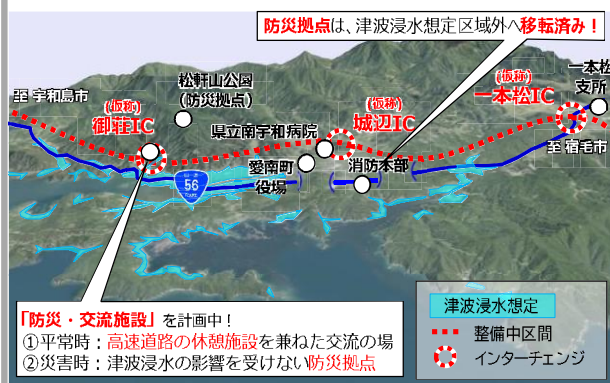 防災拠点は、津波浸水想定区域外へ移転済み！
一本松
支所
松軒山公園
（防災拠点）
至 宇和島市
（仮称）
御荘IC
（仮称）
城辺IC
（仮称）
一本松IC
県立南宇和病院
至 宿毛市
愛南町
役場
消防本部
56
「防災・交流施設」を計画中！
①平常時：高速道路の休憩施設を兼ねた交流の場
②災害時：津波浸水の影響を受けない防災拠点
津波浸水想定
整備中区間
インターチェンジ